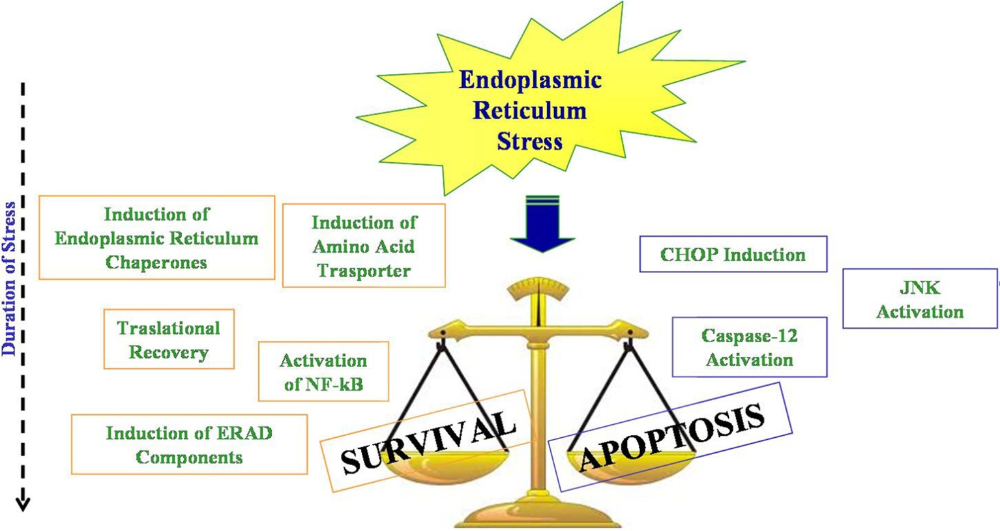 Endoplasmic
Reticulum
Stress
Duration of Stress
Induction of
Endoplasmic Reticulum
Chaperones
Induction of
Amino Acid
Trasporter
CHOP Induction
JNK
Activation
Traslational
Recovery
Activation
of NF-kB
Caspase-12
Activation
Induction of ERAD
Components
SURVIVAL
APOPTOSIS